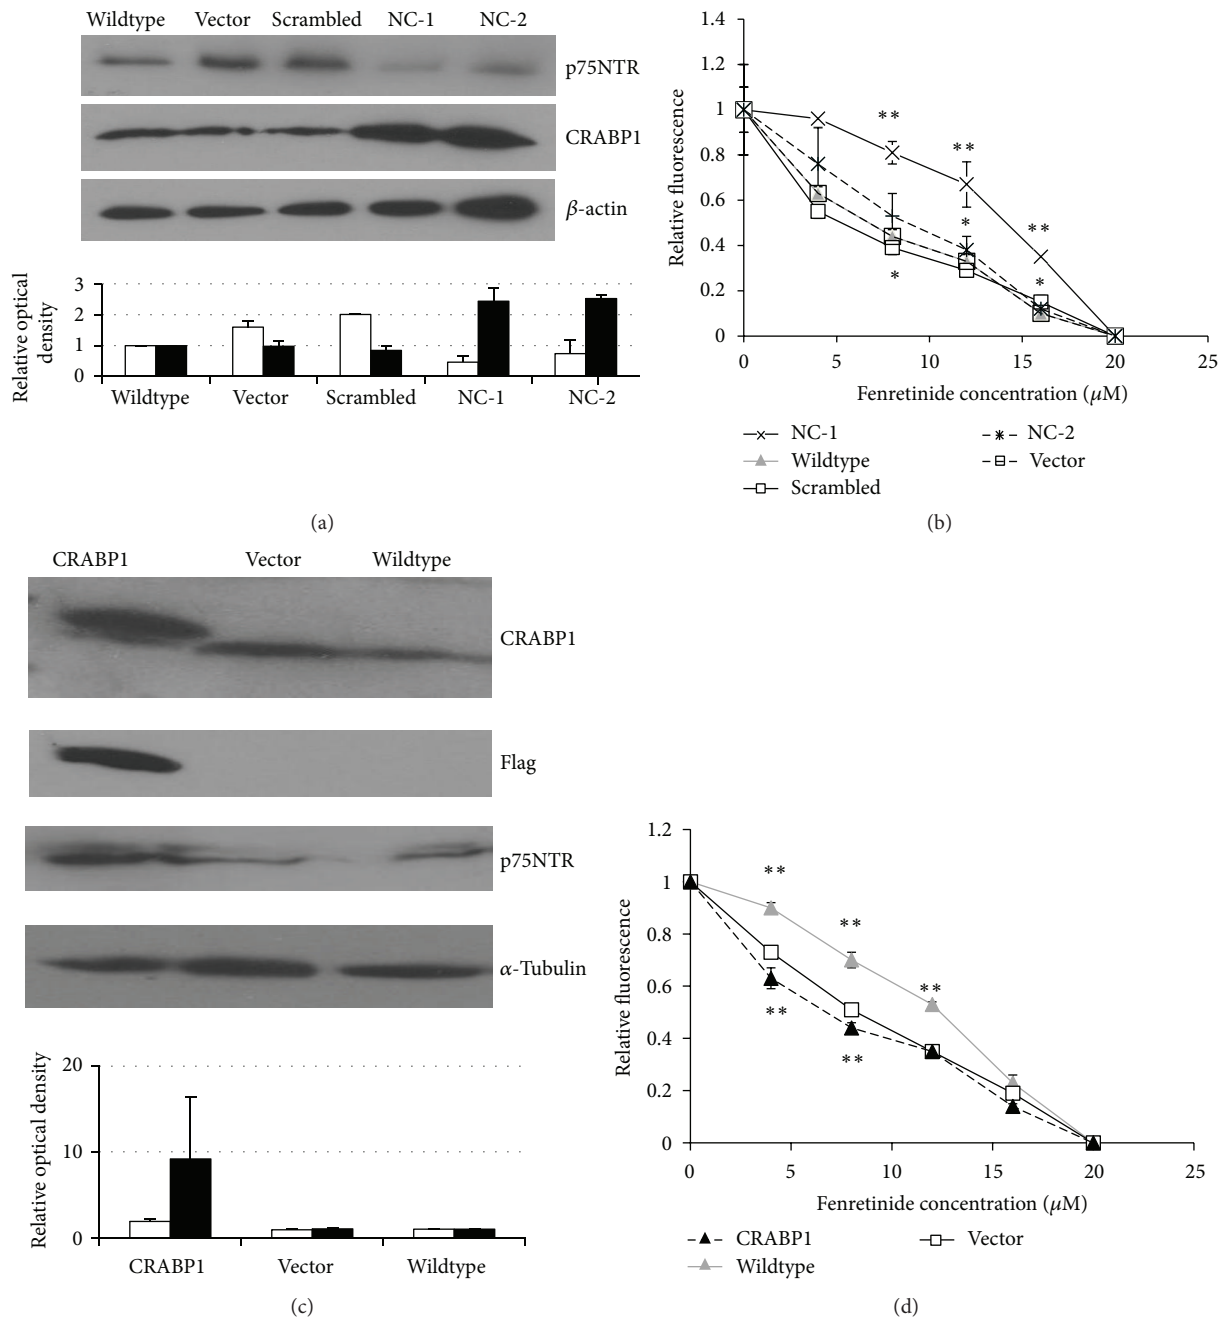 Wildtype Vector Scrambled NC-1 NC-2
p75NTR
CRABP1
β-actin
Relative optical density
3
2
1
0
Wildtype Vector Scrambled NC-1 NC-2
(a)
Relative fluorescence
1.4
1.2
1
0.8
0.6
0.4
0.2
0
** ** ** * * *
0 5 10 15 20 25
Fenretinide concentration (μM)
NC-1 NC-2
Wildtype Vector
Scrambled
(b)
CRABP1 Vector Wildtype
CRABP1
Flag
p75NTR
α-Tubulin
Relative optical density
20
10
0
CRABP1 Vector Wildtype
(c)
Relative fluorescence
1.2
1
0.8
0.6
0.4
0.2
0
** ** ** ** **
0 5 10 15 20 25
Fenretinide concentration (μM)
CRABP1 Vector
Wildtype
(d)